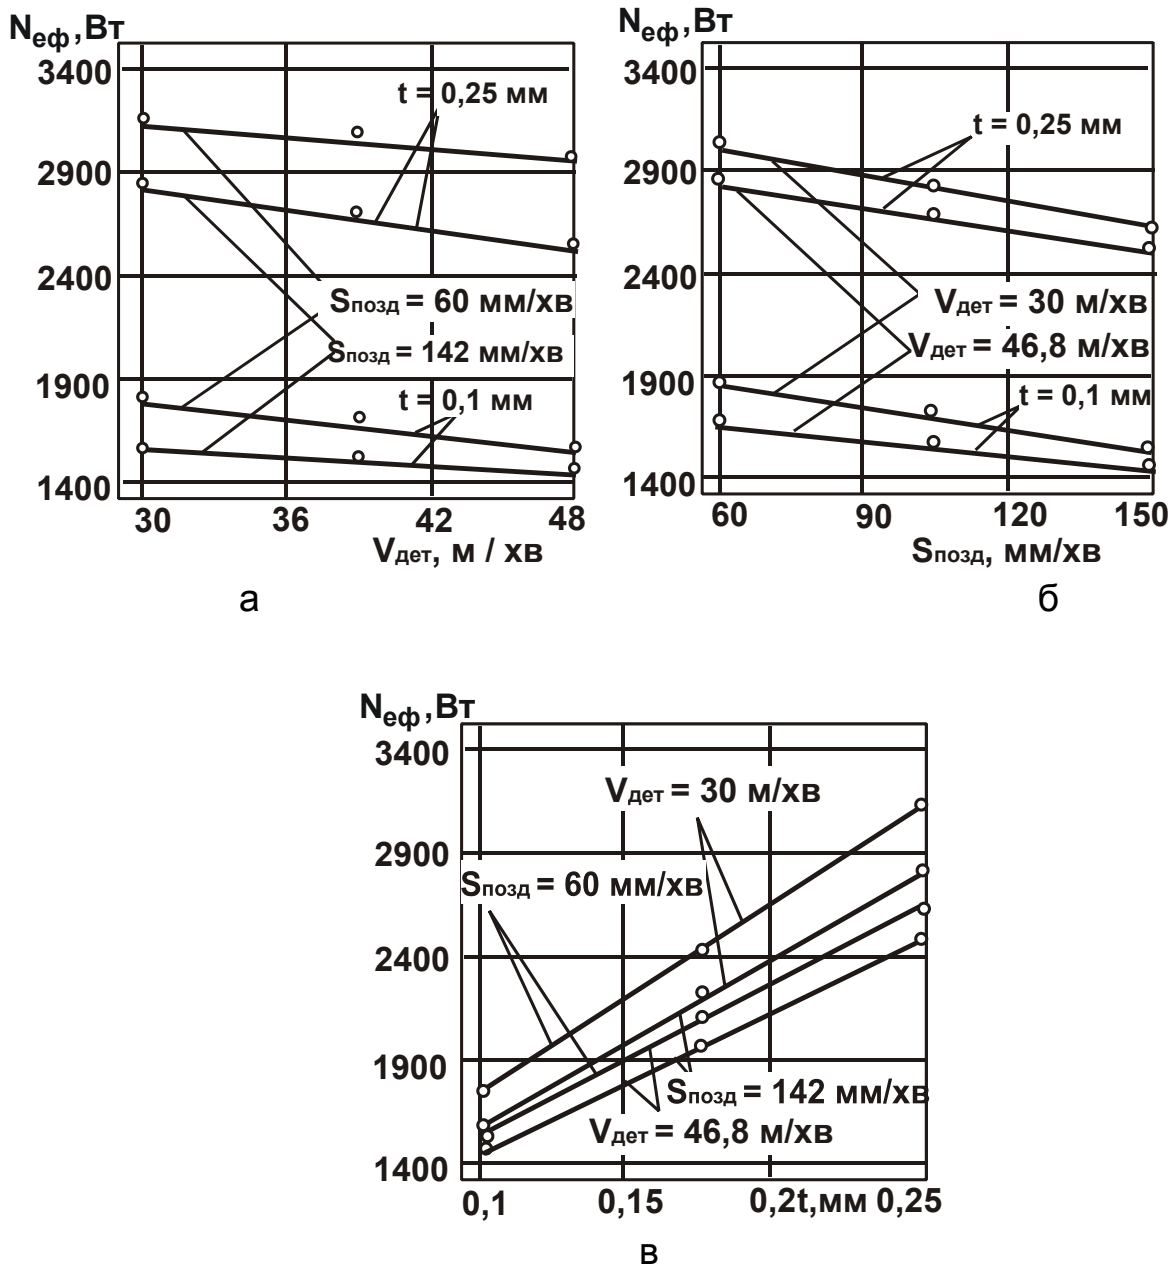 Nеф,Вт
3400
t = 0,25 мм
2900
2400
Sпозд = 60 мм/хв
Sпозд = 142 мм/хв
1900
t = 0,1 мм
1400
30 36 42 48
Vдет, м / хв
а
Nеф,Вт
3400
t = 0,25 мм
2900
2400
Vдет = 30 м/хв
Vдет = 46,8 м/хв
1900
t = 0,1 мм
1400
60 90 120 150
Sпозд, мм/хв
б
Nеф,Вт
3400
Vдет = 30 м/хв
2900
Sпозд = 60 мм/хв
2400
1900
Sпозд = 142 мм/хв
Vдет = 46,8 м/хв
1400
0,1 0,15 0,2t,мм 0,25
в